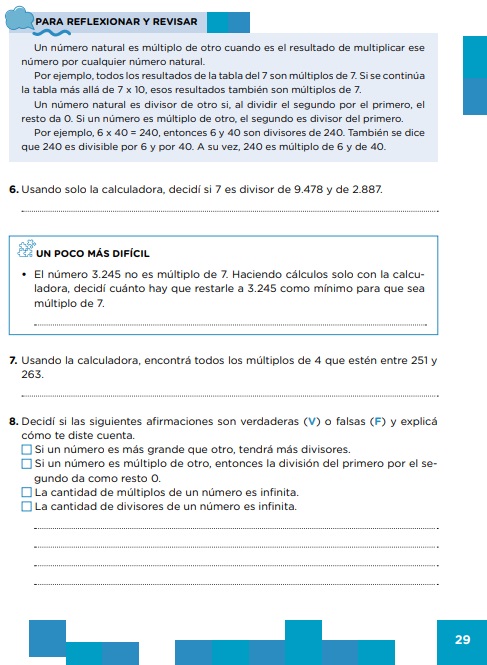 PARA REFLEXIONAR Y REVISAR
Un número natural es múltiplo de otro cuando es el resultado de multiplicar ese
número por cualquier número natural.
Por ejemplo, todos los resultados de la tabla del 7 son múltiplos de 7. Si se continúa
la tabla más allá de 7 x 10, esos resultados también son múltiplos de 7.
Un número natural es divisor de otro si, al dividir el segundo por el primero, el
resto da 0. Si un número es múltiplo de otro, el segundo es divisor del primero.
Por ejemplo, 6 x 40 = 240, entonces 6 y 40 son divisores de 240. También se dice
que 240 es divisible por 6 y por 40. A su vez, 240 es múltiplo de 6 y de 40.
6. Usando solo la calculadora, decidí si 7 es divisor de 9.478 y de 2.887.
UN POCO MÁS DIFÍCIL
• El número 3.245 no es múltiplo de 7. Haciendo cálculos solo con la calcu-
ladora, decidí cuánto hay que restarle a 3.245 como mínimo para que sea
múltiplo de 7.
7. Usando la calculadora, encontrá todos los múltiplos de 4 que estén entre 251 y
263.
8. Decidí si las siguientes afirmaciones son verdaderas (V) o falsas (F) y explicá
cómo te diste cuenta.
Si un número es más grande que otro, tendrá más divisores.
Si un número es múltiplo de otro, entonces la división del primero por el se-
gundo da como resto 0.
La cantidad de múltiplos de un número es infinita.
La cantidad de divisores de un número es infinita.
29